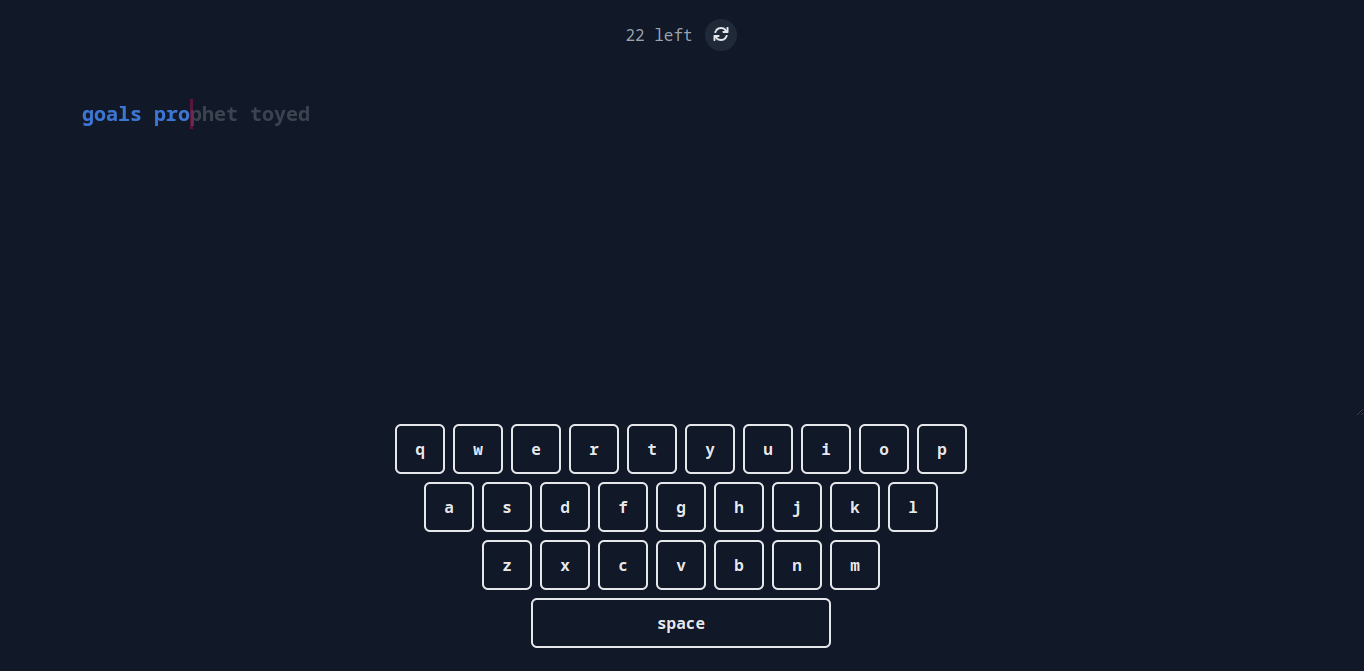 22 left
goals prophet toyed
q w e r t y u i o p
a s d f g h j k l
z x c v b n m
space